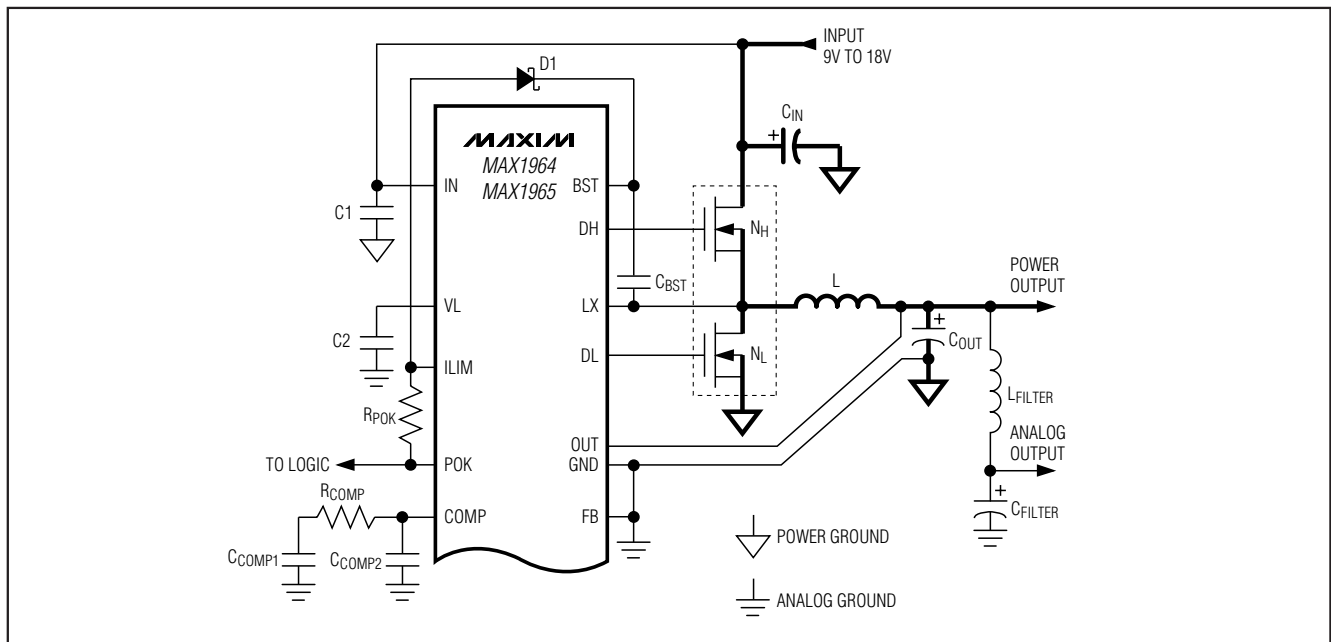 INPUT
9V TO 18V
D1
CIN
MAXIM
MAX1964
MAX1965
IN
BST
C1
DH
NH
CBST
L
POWER
OUTPUT
VL
LX
C2
DL
NL
COUT
ILIM
LFILTER
RPOK
OUT
ANALOG
OUTPUT
TO LOGIC
POK
GND
RCOMP
COMP
FB
CFILTER
CCOMP1
CCOMP2
POWER GROUND
ANALOG GROUND
+
+
+